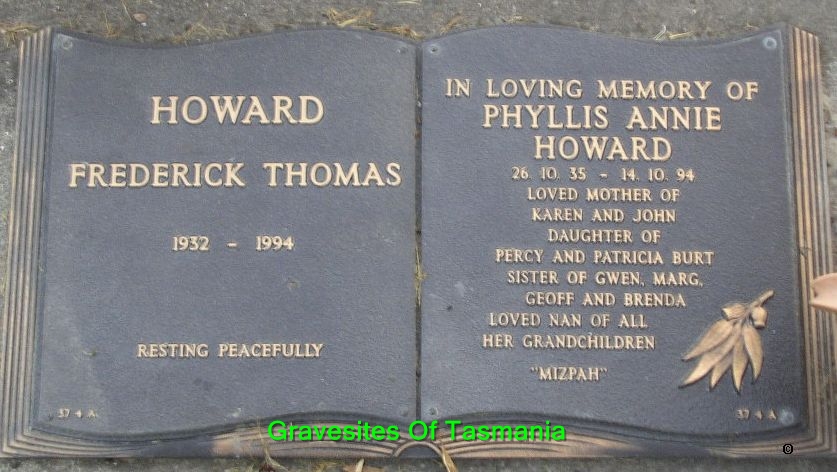 HOWARD
FREDERICK THOMAS
1932 - 1994
RESTING PEACEFULLY
37 4 A
IN LOVING MEMORY OF
PHYLLIS ANNIE
HOWARD
26. 10. 35 - 14. 10. 94
LOVED MOTHER OF
KAREN AND JOHN
DAUGHTER OF
PERCY AND PATRICIA BURT
SISTER OF GWEN, MARG,
GEOFF AND BRENDA
LOVED NAN OF ALL
HER GRANDCHILDREN
"MIZPAH"
37 4 A
Gravesites Of Tasmania
©